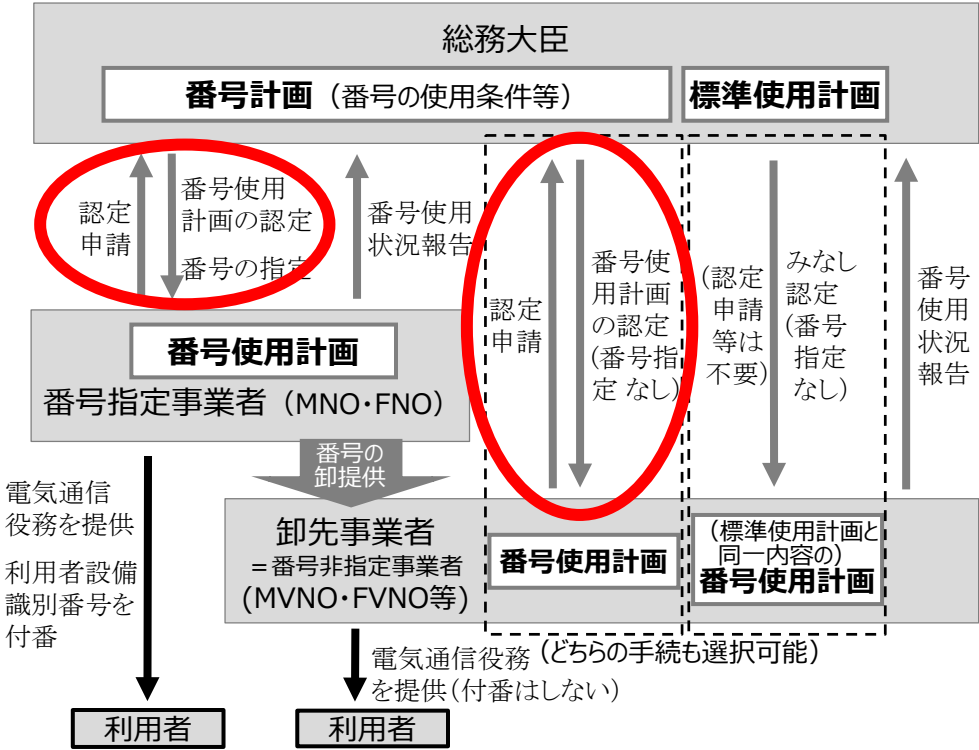 総務大臣
番号計画（番号の使用条件等）
標準使用計画
認定
申請
番号使用
計画の認定
番号の指定
番号使用
状況報告
認定
申請
番号使
用計画
の認定
(番号指
定 なし)
(認定
申請
等は
不要)
みなし
認定
(番号
指定
なし)
番号
使用
状況
報告
番号使用計画
番号指定事業者（MNO・FNO）
番号の
卸提供
電気通信
役務を提供
利用者設備
識別番号を
付番
卸先事業者
＝番号非指定事業者
(MVNO・FVNO等)
番号使用計画
（標準使用計画と
同一内容の）
番号使用計画
(どちらの手続も選択可能)
電気通信役務
を提供(付番はしない)
利用者
利用者